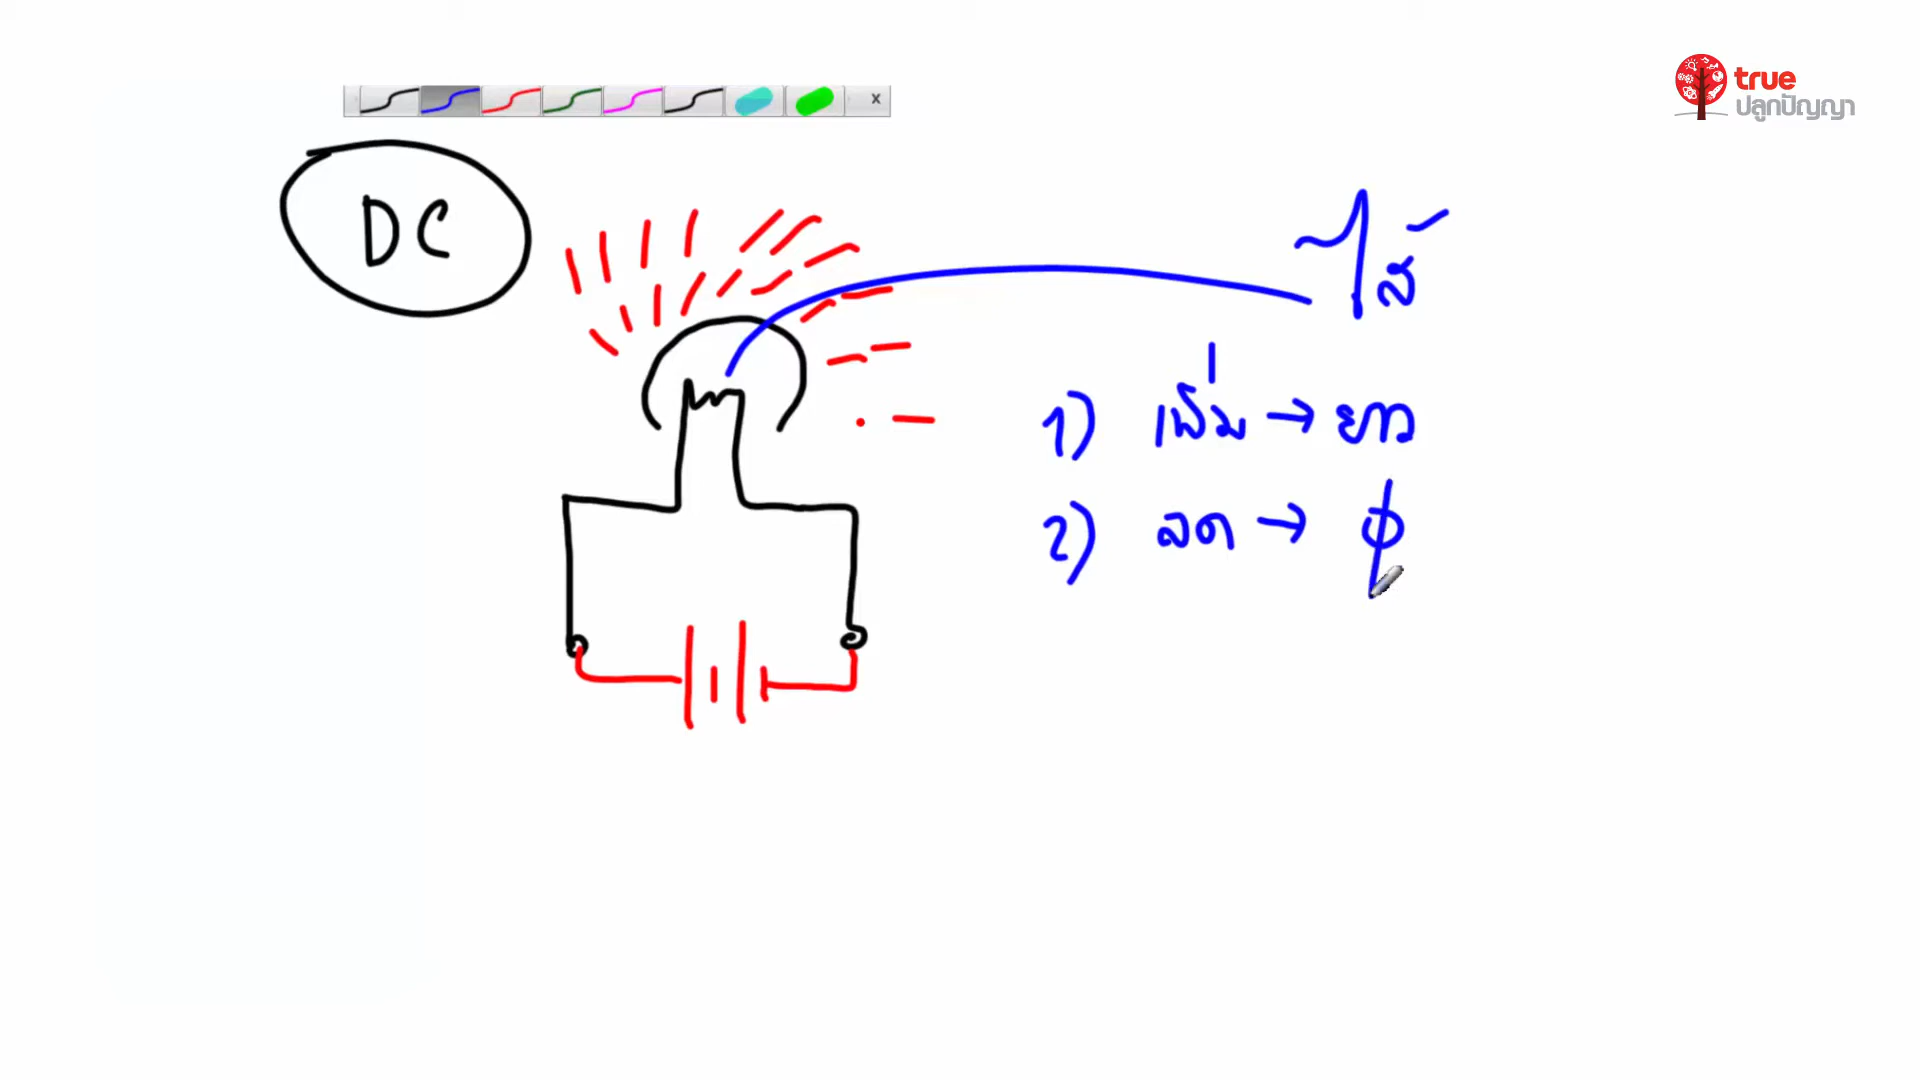 true
ปลูกปัญญา
x
DC
ไส้
1) เพิ่ม → ยาว
2) ลด → ϕ